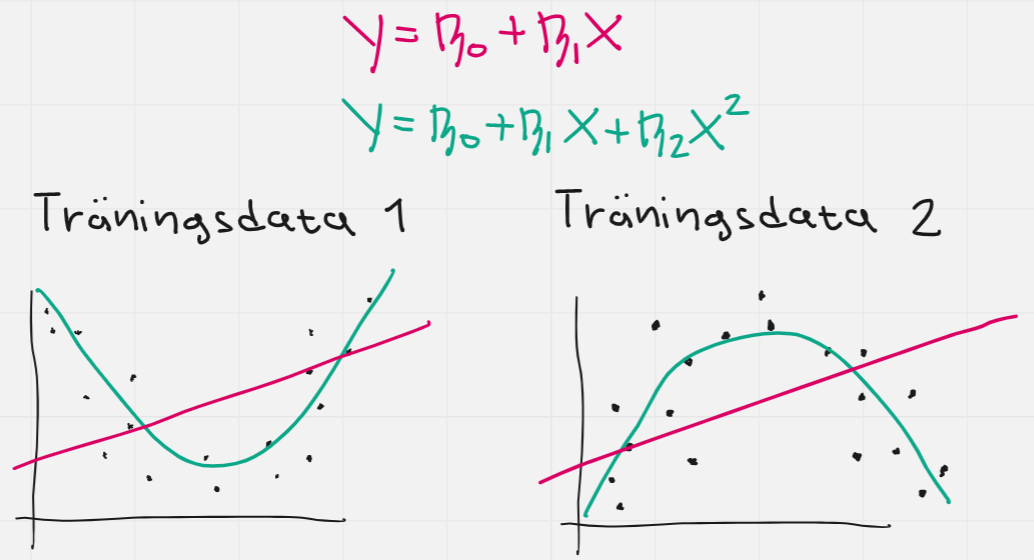 Y = β₀ + β₁X
Y = β₀ + β₁X + β₂X²
Träningsdata 1
Träningsdata 2